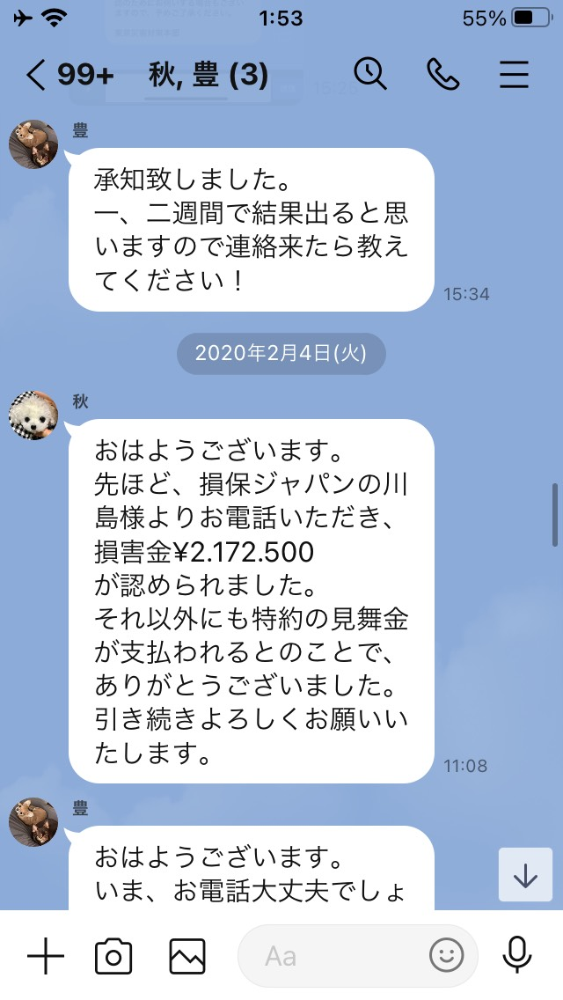 1:53
55%
99+
秋, 豊 (3)
豊
承知致しました。
一、二週間で結果出ると思
いますので連絡来たら教え
てください！
15:34
2020年2月4日(火)
秋
おはようございます。
先ほど、損保ジャパンの川
島様よりお電話いただき、
損害金¥2.172.500
が認められました。
それ以外にも特約の見舞金
が支払われるとのことで、
ありがとうございました。
引き続きよろしくお願いい
たします。
11:08
豊
おはようございます。
いま、お電話大丈夫でしょ
Aa